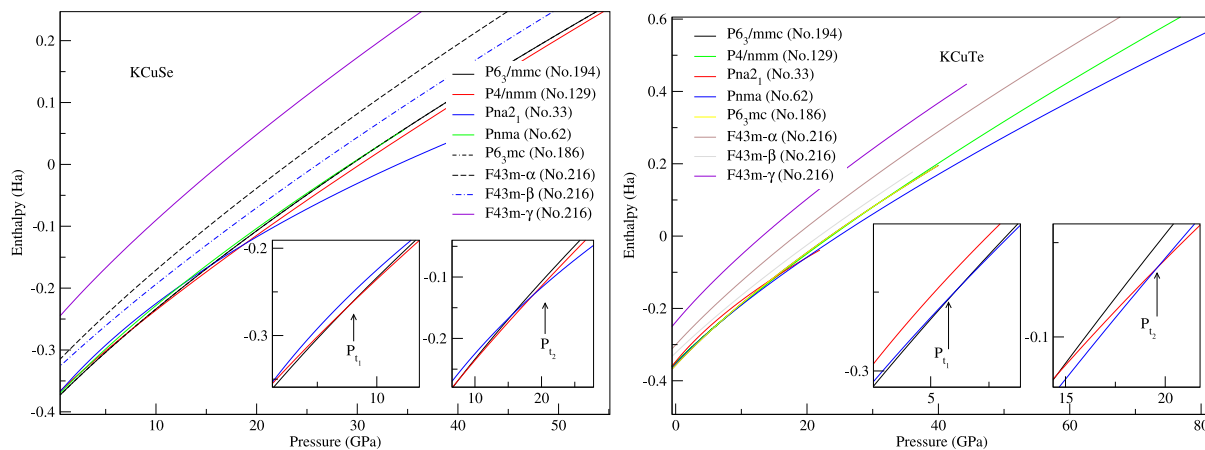 KCuSe
P6₃/mmc (No.194)
P4/nmm (No.129)
Pna2₁ (No.33)
Pnma (No.62)
P6₃mc (No.186)
F43m-α (No.216)
F43m-β (No.216)
F43m-γ (No.216)
Enthalpy (Ha)
0.2
0.1
0
-0.1
-0.2
-0.3
-0.4
-0.2
-0.3
10
P_t₁
-0.1
-0.2
10
20
P_t₂
10
20
30
40
50
Pressure (GPa)
KCuTe
P6₃/mmc (No.194)
P4/nmm (No.129)
Pna2₁ (No.33)
Pnma (No.62)
P6₃mc (No.186)
F43m-α (No.216)
F43m-β (No.216)
F43m-γ (No.216)
Enthalpy (Ha)
0.6
0.4
0.2
0
-0.2
-0.4
-0.3
5
P_t₁
-0.1
15
20
P_t₂
0
20
40
60
80
Pressure (GPa)